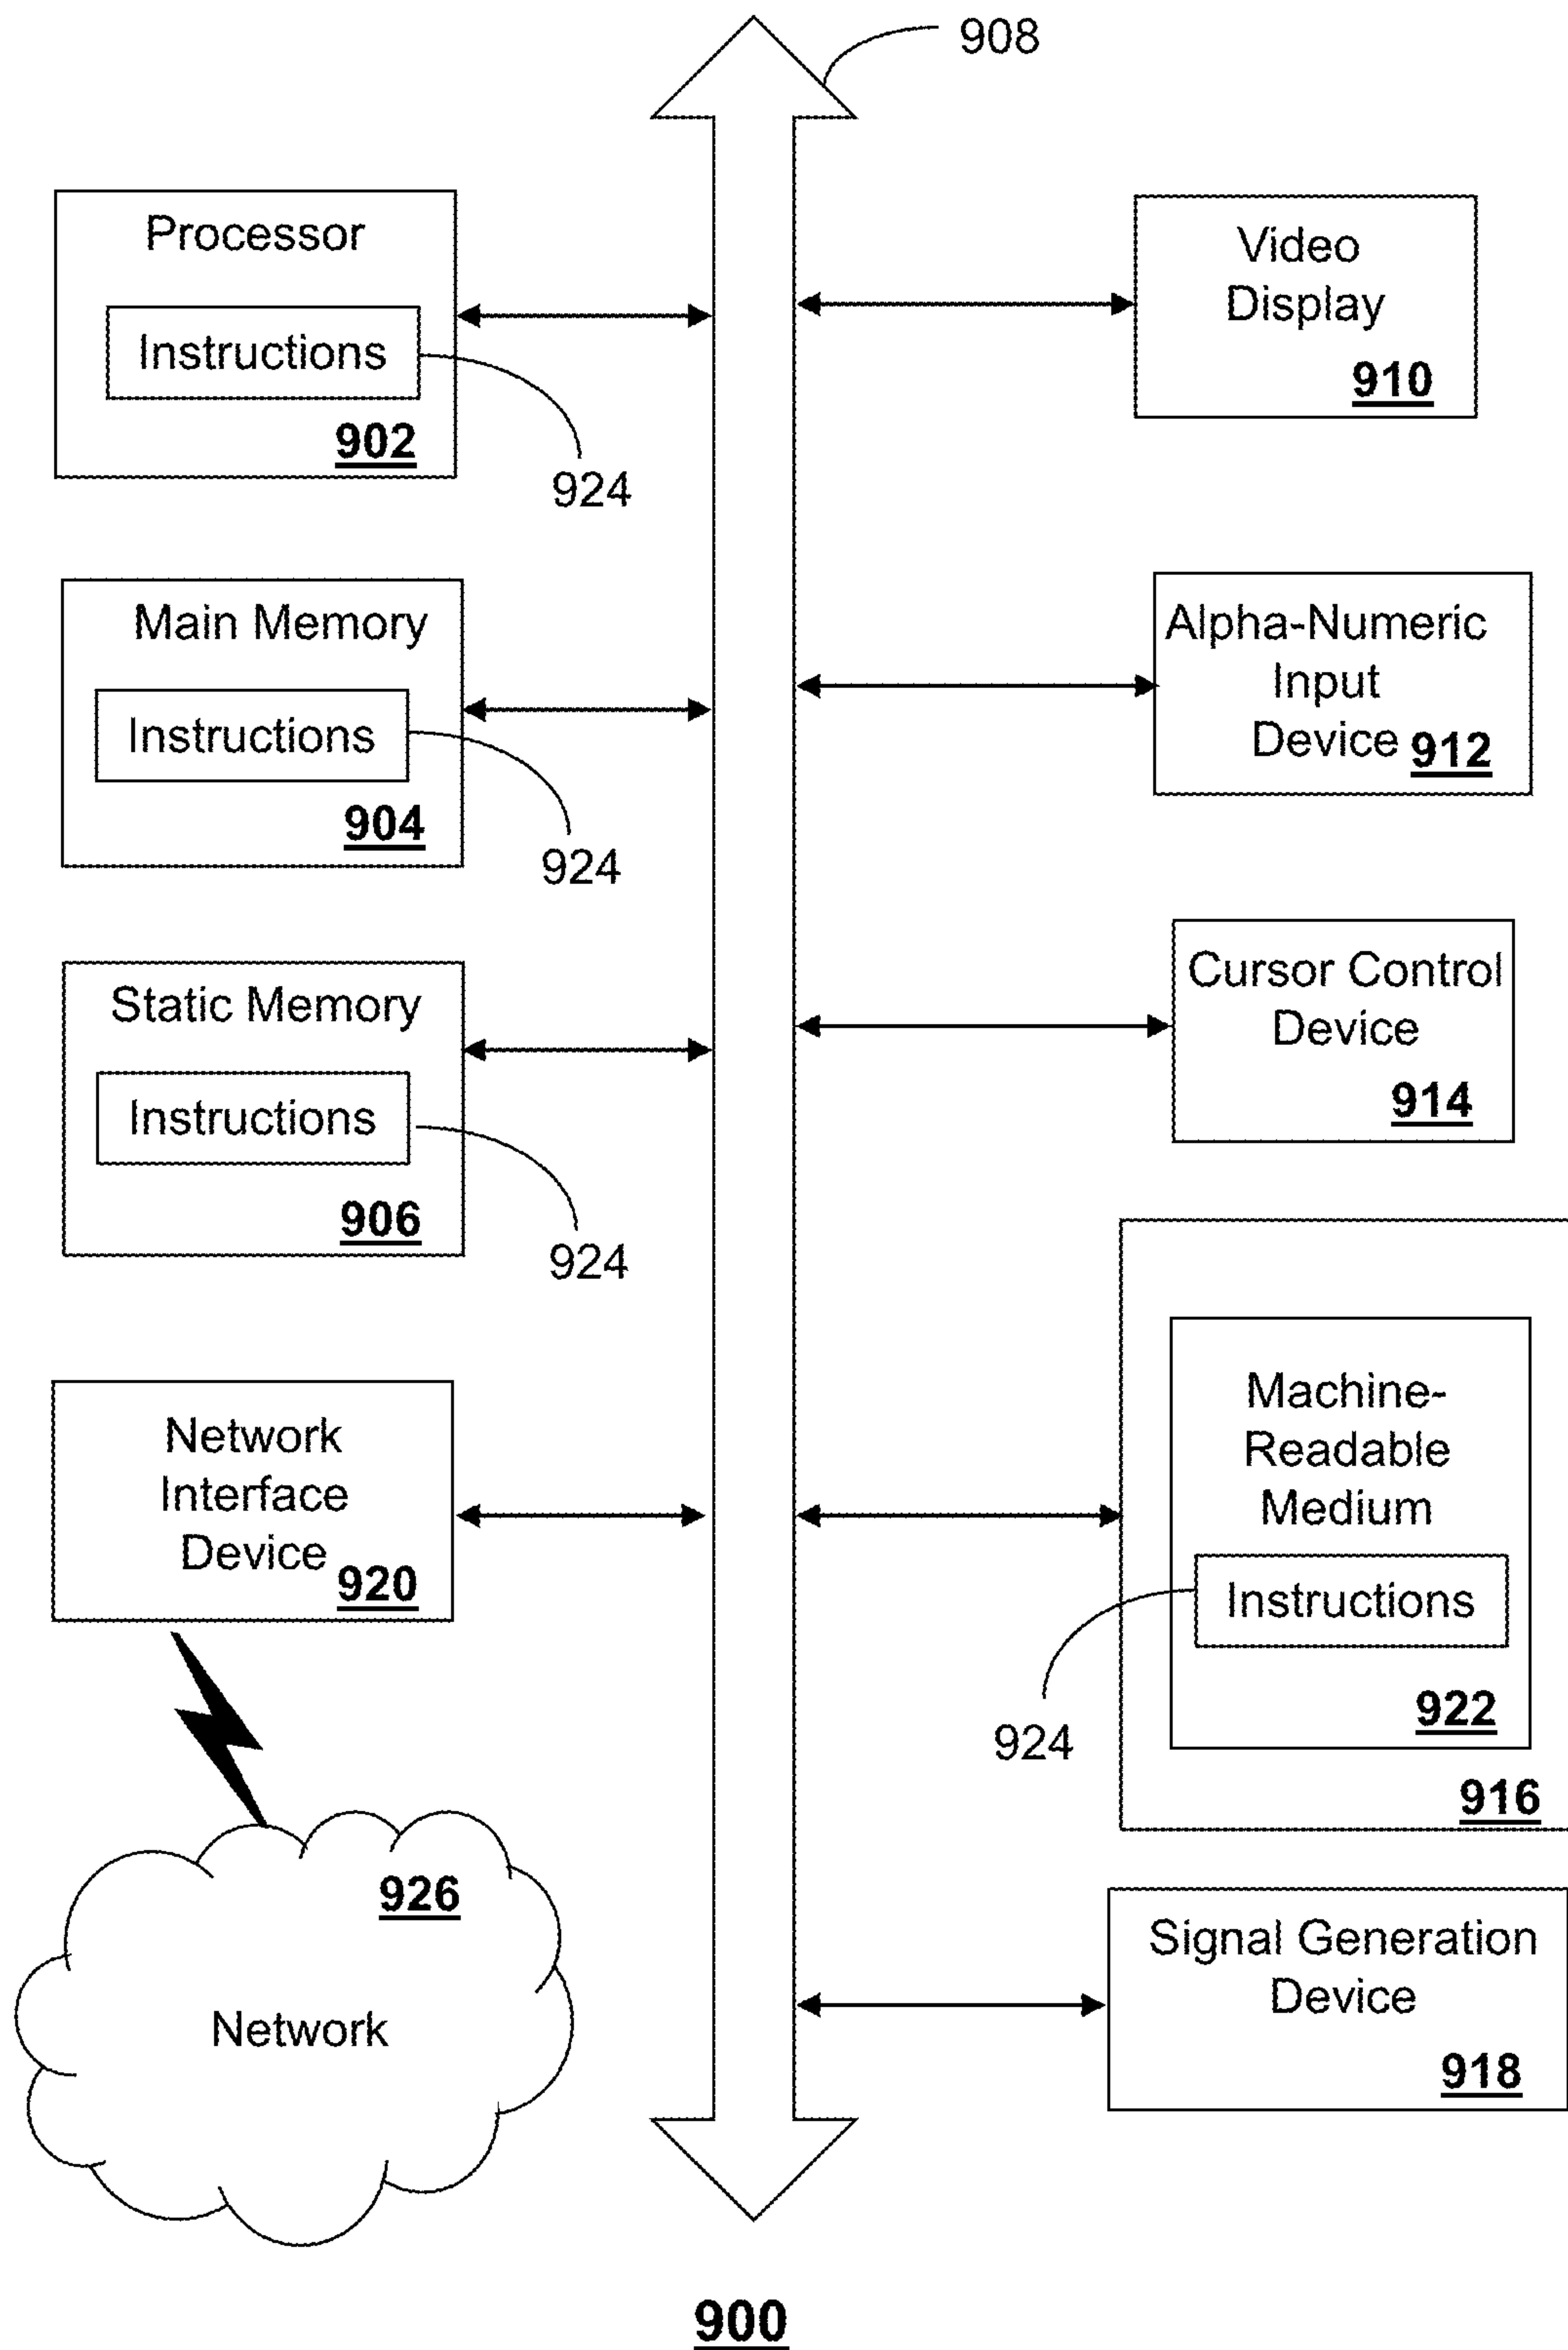 908
Processor
Instructions
902
924
Main Memory
Instructions
904
924
Static Memory
Instructions
906
924
Network
Interface
Device
920
926
Network
Video
Display
910
Alpha-Numeric
Input
Device 912
Cursor Control
Device
914
Machine-
Readable
Medium
Instructions
922
924
916
Signal Generation
Device
918
900